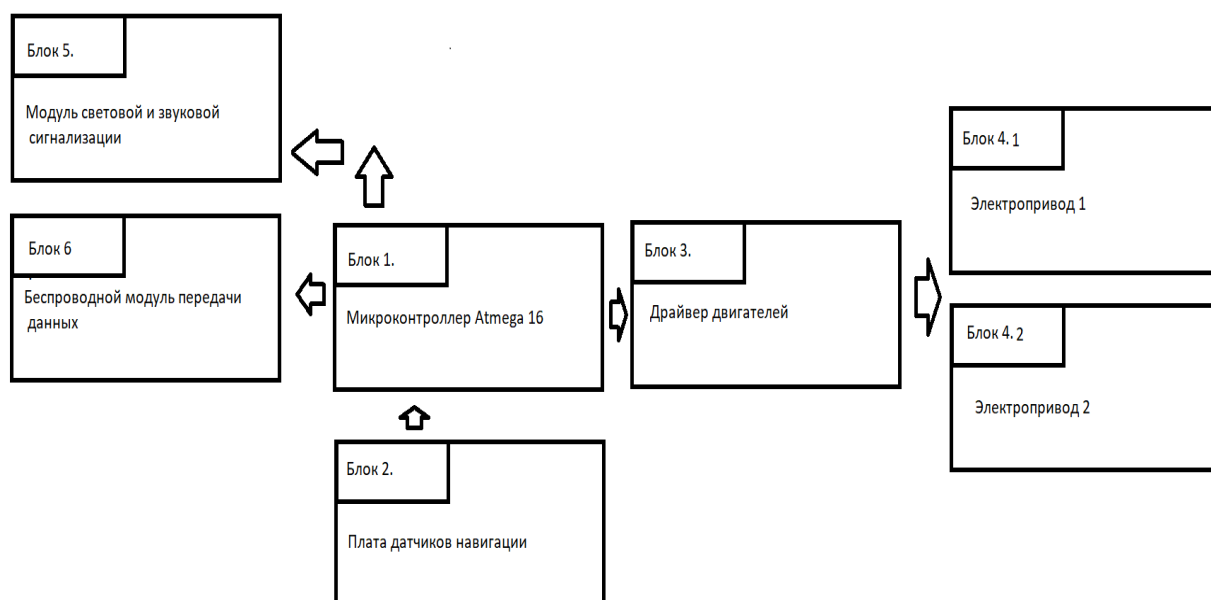 Блок 5.
Модуль световой и звуковой
сигнализации
Блок 6
Беспроводной модуль передачи
данных
Блок 1.
Микроконтроллер Atmega 16
Блок 2.
Плата датчиков навигации
Блок 3.
Драйвер двигателей
Блок 4. 1
Электропривод 1
Блок 4. 2
Электропривод 2